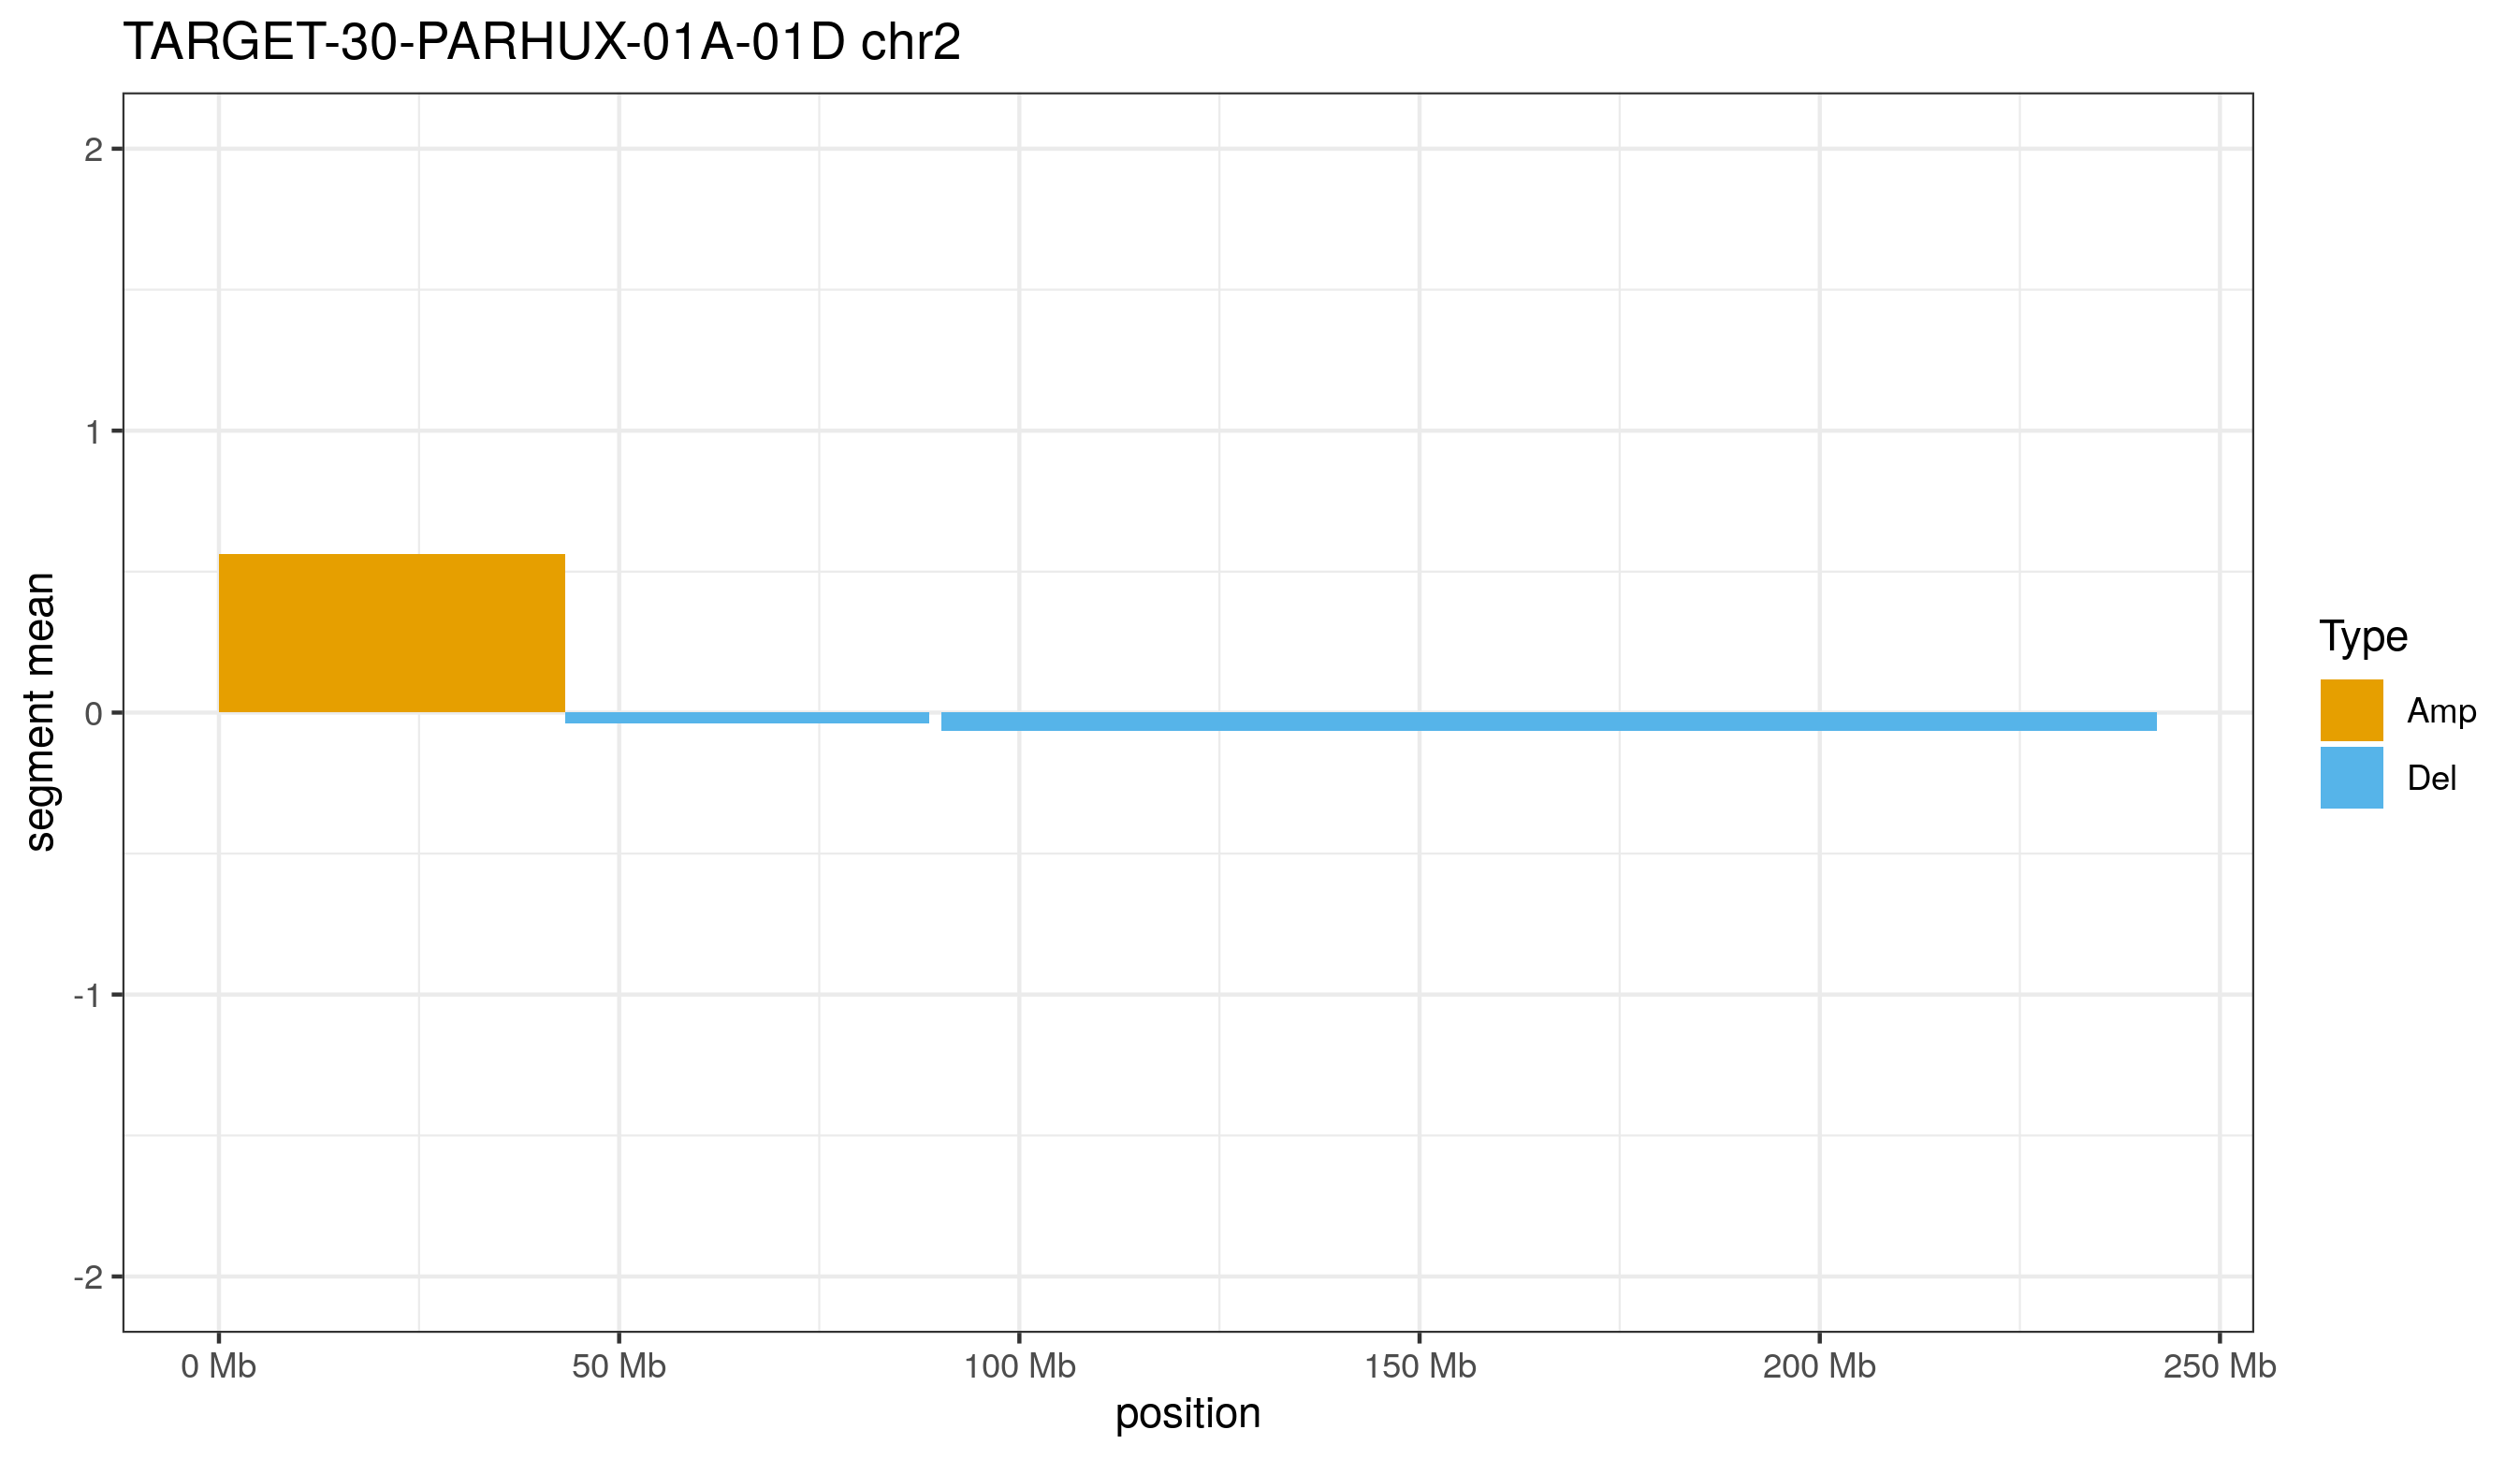 TARGET-30-PARHUX-01A-01D chr2
segment mean
2
1
0
-1
-2
0 Mb
50 Mb
100 Mb
150 Mb
200 Mb
250 Mb
position
Type
Amp
Del